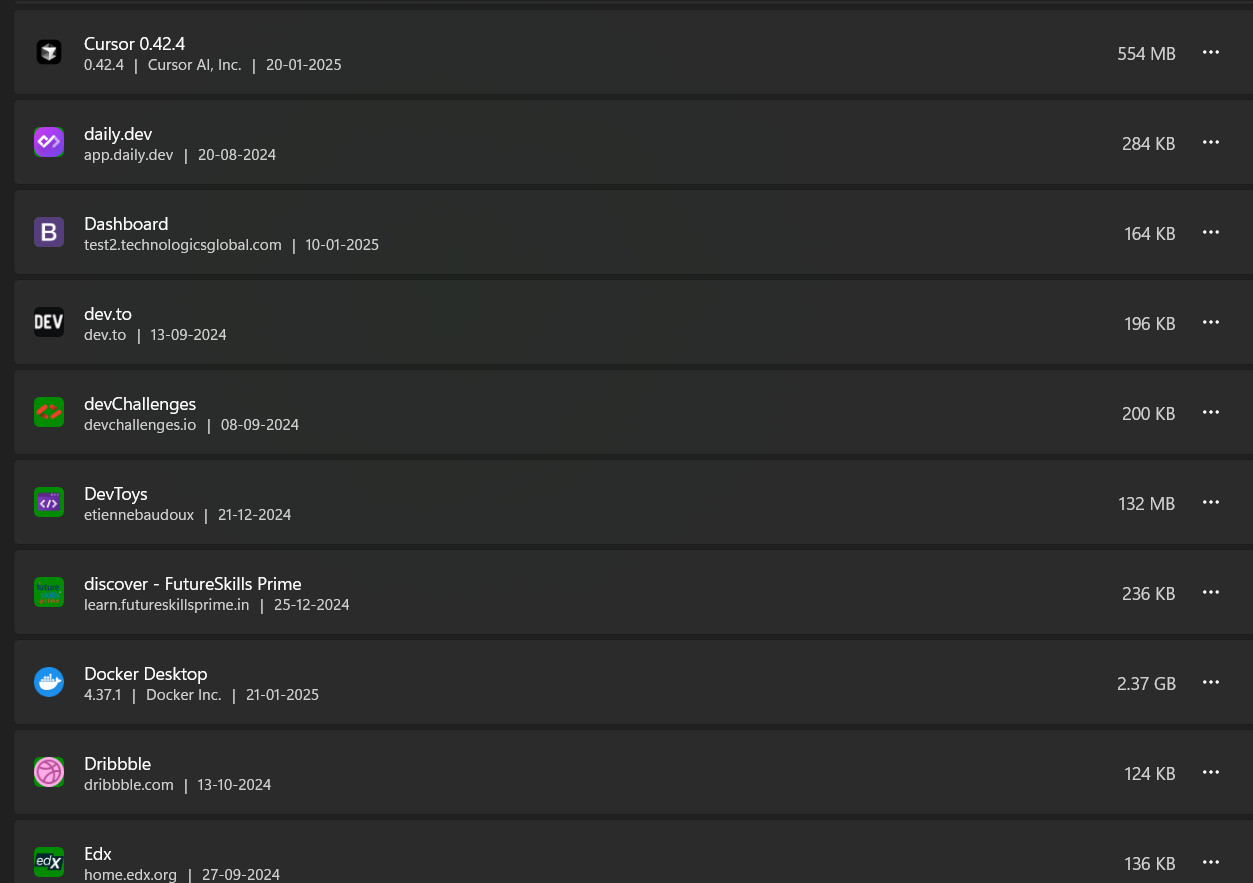 Cursor 0.42.4
0.42.4 | Cursor AI, Inc. | 20-01-2025
554 MB
daily.dev
app.daily.dev | 20-08-2024
284 KB
B
Dashboard
test2.technologicsglobal.com | 10-01-2025
164 KB
DEV
dev.to
dev.to | 13-09-2024
196 KB
devChallenges
devchallenges.io | 08-09-2024
200 KB
DevToys
etiennebaudoux | 21-12-2024
132 MB
future
skills
prime
discover - FutureSkills Prime
learn.futureskillsprime.in | 25-12-2024
236 KB
Docker Desktop
4.37.1 | Docker Inc. | 21-01-2025
2.37 GB
Dribbble
dribbble.com | 13-10-2024
124 KB
edX
Edx
home.edx.org | 27-09-2024
136 KB